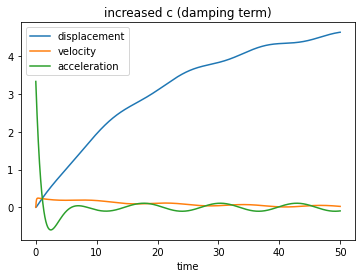 increased c (damping term)
displacement
velocity
acceleration
4
3
2
1
0
0 10 20 30 40 50
time